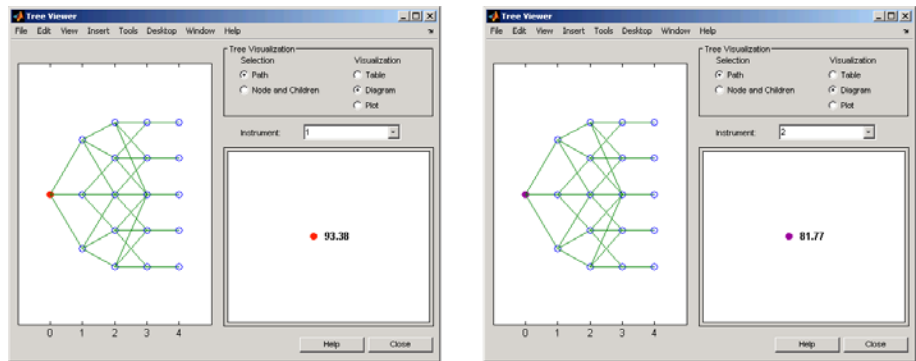 Tree Viewer
File Edit View Insert Tools Desktop Window Help
Tree Visualization
Selection Visualization
Path Table
Node and Children Diagram
Plot
Instrument: 1
93.38
0 1 2 3 4
Help Close
Tree Viewer
File Edit View Insert Tools Desktop Window Help
Tree Visualization
Selection Visualization
Path Table
Node and Children Diagram
Plot
Instrument: 2
81.77
0 1 2 3 4
Help Close